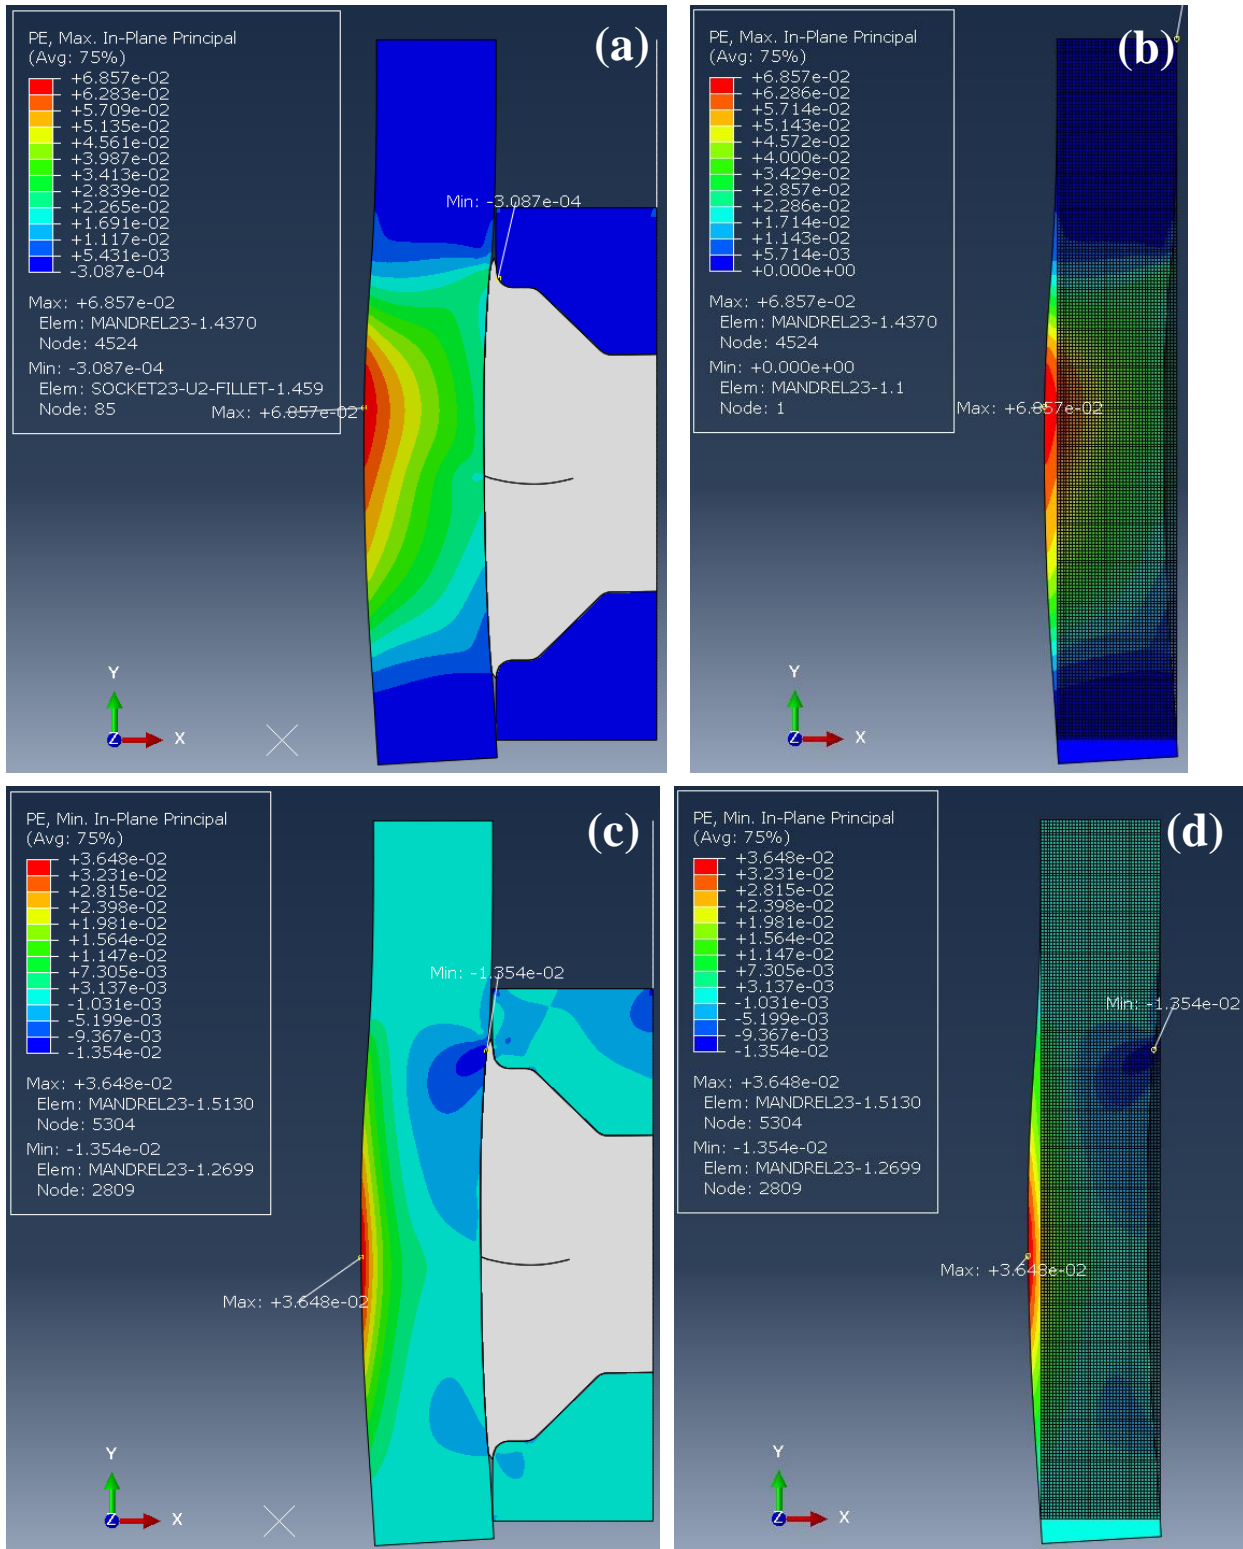 (a)
PE, Max. In-Plane Principal
(Avg: 75%)
+6.857e-02
+6.283e-02
+5.709e-02
+5.135e-02
+4.561e-02
+3.987e-02
+3.413e-02
+2.839e-02
+2.265e-02
+1.691e-02
+1.117e-02
+5.431e-03
-3.087e-04
Max: +6.857e-02
Elem: MANDREL23-1.4370
Node: 4524
Min: -3.087e-04
Elem: SOCKET23-U2-FILLET-1.459
Node: 85
Min: -3.087e-04
Max: +6.857e-02
Y
Z
X
(b)
PE, Max. In-Plane Principal
(Avg: 75%)
+6.857e-02
+6.286e-02
+5.714e-02
+5.143e-02
+4.572e-02
+4.000e-02
+3.429e-02
+2.857e-02
+2.286e-02
+1.714e-02
+1.143e-02
+5.714e-03
+0.000e+00
Max: +6.857e-02
Elem: MANDREL23-1.4370
Node: 4524
Min: +0.000e+00
Elem: MANDREL23-1.1
Node: 1
Max: +6.857e-02
Y
Z
X
(c)
PE, Min. In-Plane Principal
(Avg: 75%)
+3.648e-02
+3.231e-02
+2.815e-02
+2.398e-02
+1.981e-02
+1.564e-02
+1.147e-02
+7.305e-03
+3.137e-03
-1.031e-03
-5.199e-03
-9.367e-03
-1.354e-02
Max: +3.648e-02
Elem: MANDREL23-1.5130
Node: 5304
Min: -1.354e-02
Elem: MANDREL23-1.2699
Node: 2809
Min: -1.354e-02
Max: +3.648e-02
Y
Z
X
(d)
PE, Min. In-Plane Principal
(Avg: 75%)
+3.648e-02
+3.231e-02
+2.815e-02
+2.398e-02
+1.981e-02
+1.564e-02
+1.147e-02
+7.305e-03
+3.137e-03
-1.031e-03
-5.199e-03
-9.367e-03
-1.354e-02
Max: +3.648e-02
Elem: MANDREL23-1.5130
Node: 5304
Min: -1.354e-02
Elem: MANDREL23-1.2699
Node: 2809
Min: -1.354e-02
Max: +3.648e-02
Y
Z
X